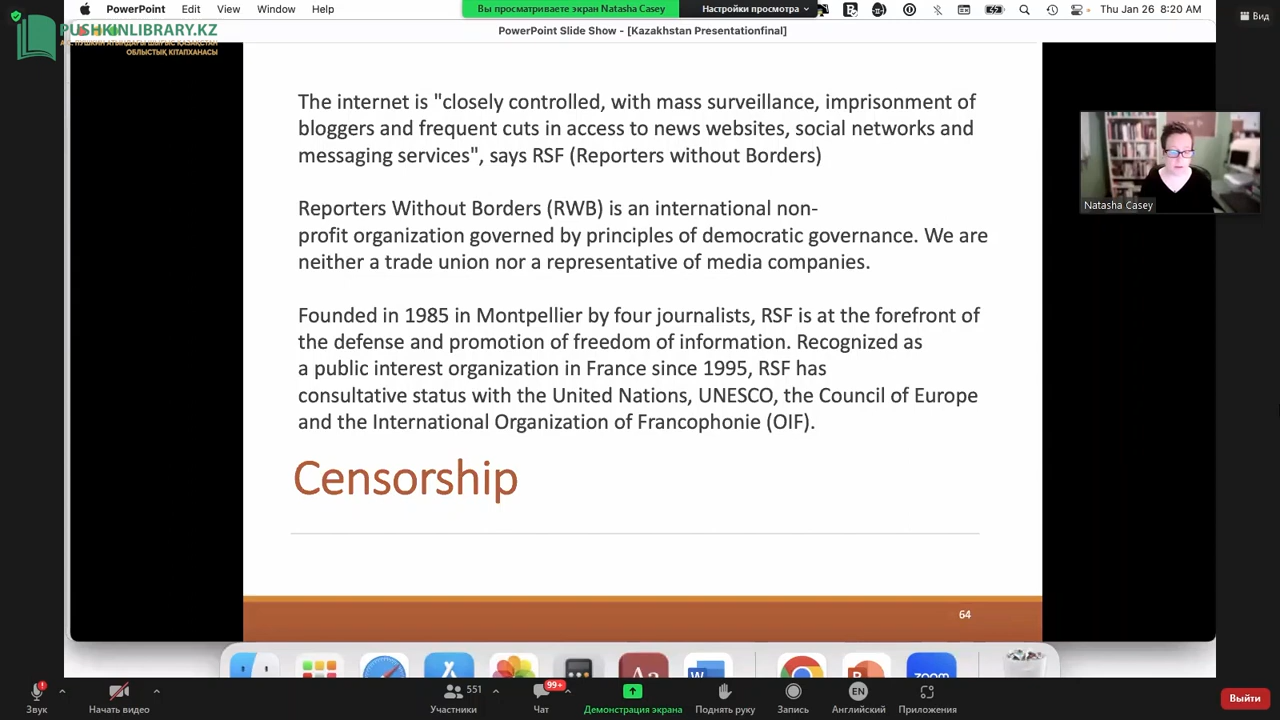 PowerPoint Edit View Window Help
Вы просматриваете экран Natasha Casey
Настройки просмотра
Thu Jan 26 8:20 AM
Вид
PUSHKINLIBRARY.KZ
ОБЛЫСТЫҚ КІТАПХАНАСЫ
PowerPoint Slide Show - [Kazakhstan Presentationfinal]
The internet is "closely controlled, with mass surveillance, imprisonment of
bloggers and frequent cuts in access to news websites, social networks and
messaging services", says RSF (Reporters without Borders)
Reporters Without Borders (RWB) is an international non-
profit organization governed by principles of democratic governance. We are
neither a trade union nor a representative of media companies.
Founded in 1985 in Montpellier by four journalists, RSF is at the forefront of
the defense and promotion of freedom of information. Recognized as
a public interest organization in France since 1995, RSF has
consultative status with the United Nations, UNESCO, the Council of Europe
and the International Organization of Francophonie (OIF).
Censorship
64
Natasha Casey
Aa
W
zoom
551
99+
EN
Звук
Начать видео
Участники
Чат
Демонстрация экрана
Поднять руку
Запись
Английский
Приложения
Выйти